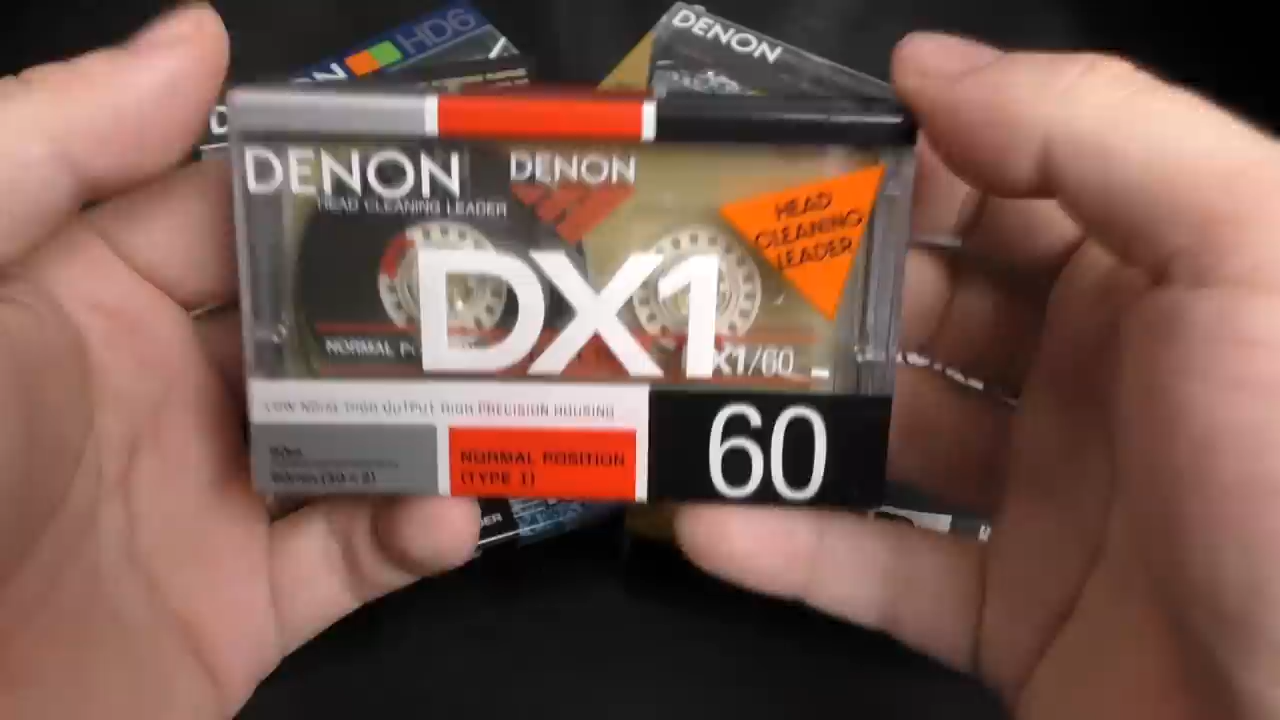 HD6
DENON
DENON
DENON
HEAD CLEANING LEADER
HEAD
CLEANING
LEADER
DX1
NORMAL
X1/60
LOW NOISE HIGH OUTPUT HIGH PRECISION HOUSING
60
NORMAL POSITION
(TYPE I)